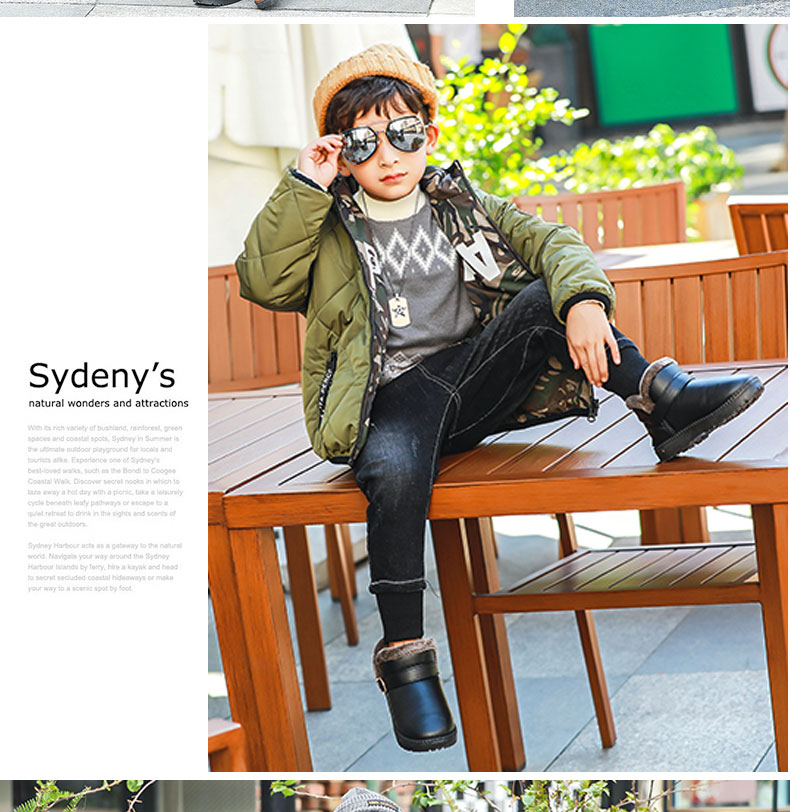 Sydeny's
natural wonders and attractions
With its rich variety of bushland, rainforest, green
spaces and coastal spots, Sydney in Summer is
the ultimate outdoor playground for locals and
tourists alike. Experience one of Sydney's
best-loved walks, such as the Bondi to Coogee
Coastal Walk. Discover secret nooks in which to
laze away a hot day with a picnic, take a leisurely
cycle beneath leafy pathways or escape to a
quiet retreat to drink in the sights and scents of
the great outdoors.
Sydney Harbour acts as a gateway to the natural
world. Navigate your way around the Sydney
Harbour Islands by ferry, hire a kayak and head
to secret secluded coastal hideaways or make
your way to a scenic spot by foot.
A